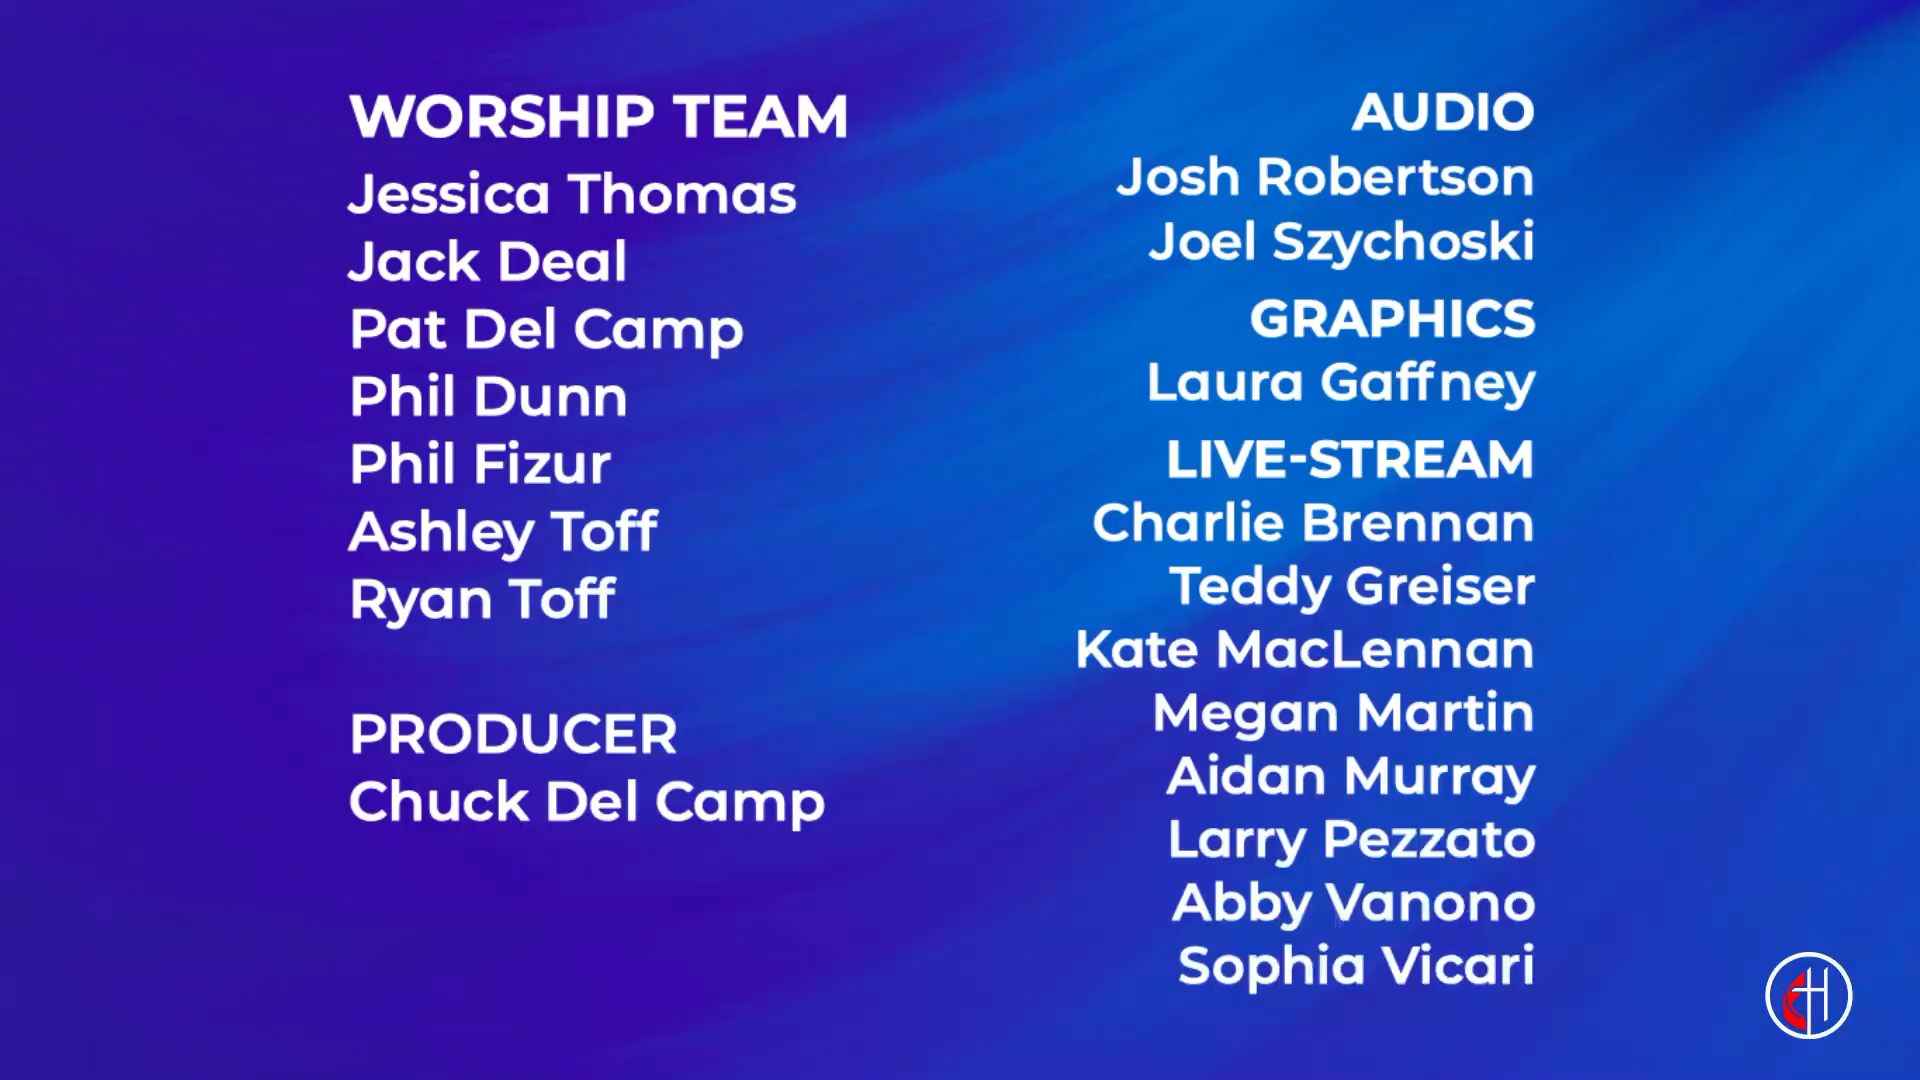 WORSHIP TEAM
Jessica Thomas
Jack Deal
Pat Del Camp
Phil Dunn
Phil Fizur
Ashley Toff
Ryan Toff
PRODUCER
Chuck Del Camp
AUDIO
Josh Robertson
Joel Szychoski
GRAPHICS
Laura Gaffney
LIVE-STREAM
Charlie Brennan
Teddy Greiser
Kate MacLennan
Megan Martin
Aidan Murray
Larry Pezzato
Abby Vanono
Sophia Vicari
H